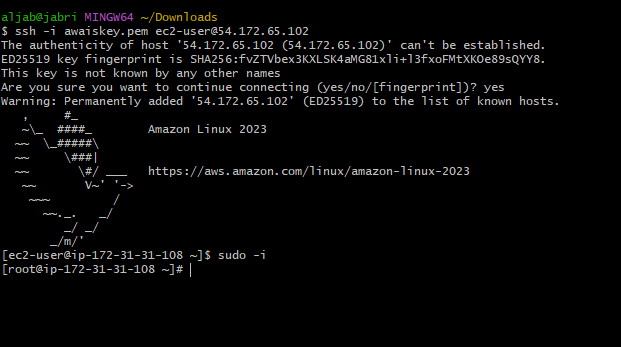 aljab@jabri MINGW64 ~/Downloads
$ ssh -i awaiskey.pem ec2-user@54.172.65.102
The authenticity of host '54.172.65.102 (54.172.65.102)' can't be established.
ED25519 key fingerprint is SHA256:fvZTVbex3KXLSK4aMG81xli+l3fxoFMtXKOe89sQYY8.
This key is not known by any other names
Are you sure you want to continue connecting (yes/no/[fingerprint])? yes
Warning: Permanently added '54.172.65.102' (ED25519) to the list of known hosts.
   ,     #_
   ~\_  ####_        Amazon Linux 2023
  ~~  \_#####\
  ~~     \###|
  ~~       \#/ ___   https://aws.amazon.com/linux/amazon-linux-2023
   ~~       V~' '->
    ~~~         /
      ~~._.   _/
         _/ _/
       _/m/'
[ec2-user@ip-172-31-31-108 ~]$ sudo -i
[root@ip-172-31-31-108 ~]#